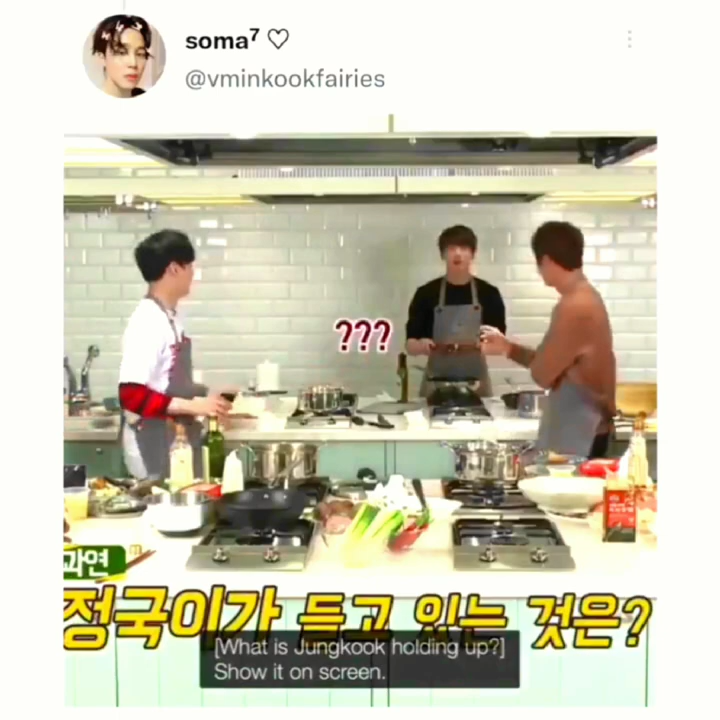 soma⁷ ♡
@vminkookfairies
???
과연
정국이가 듣고 있는 것은?
[What is Jungkook holding up?]
Show it on screen.